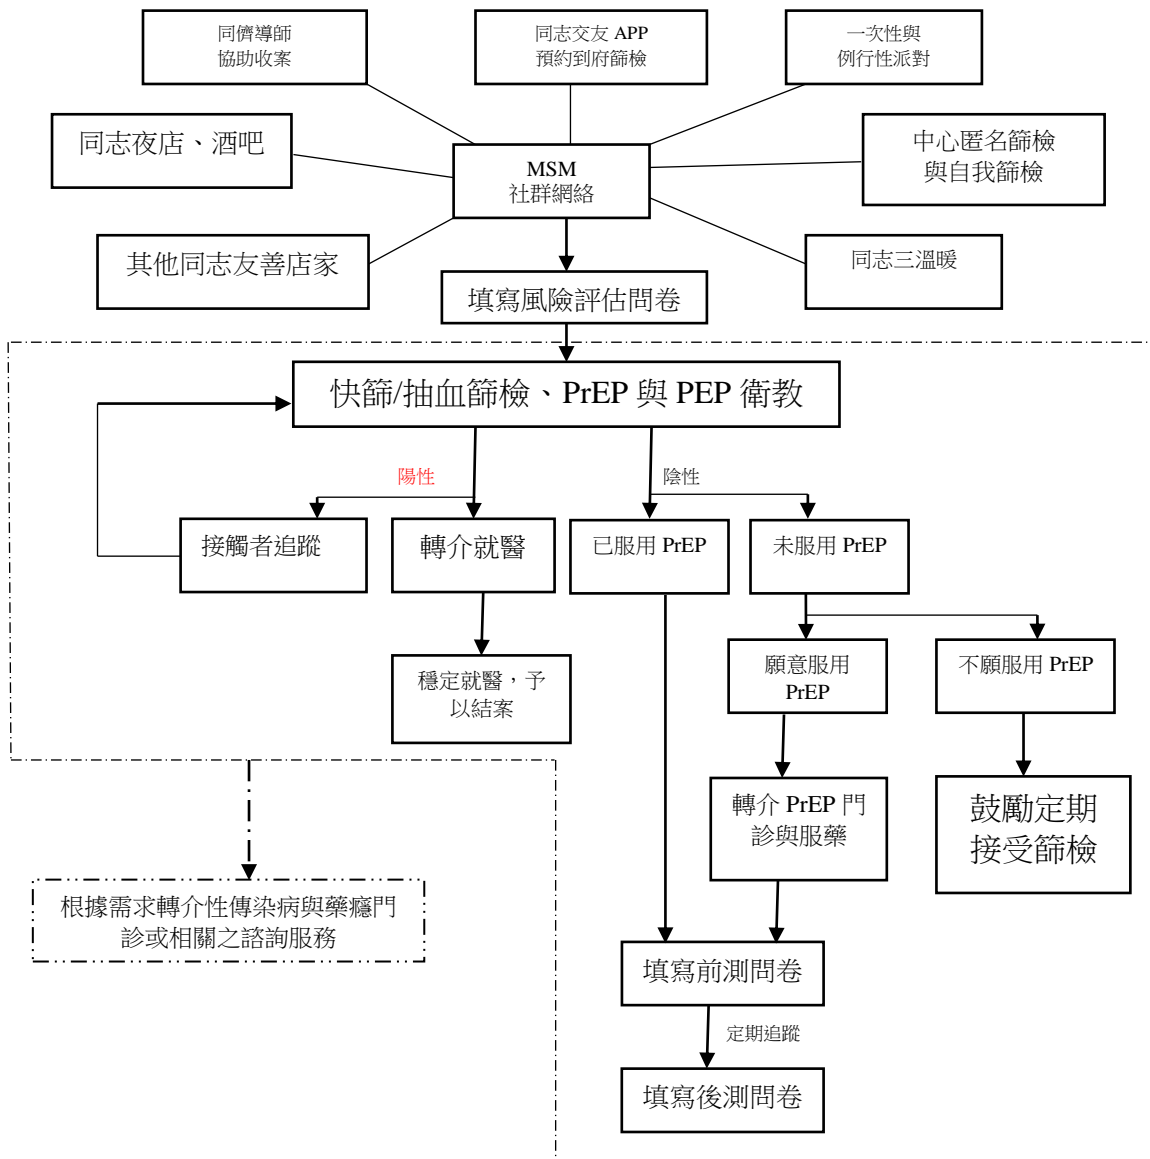 同儕導師
協助收案
同志交友 APP
預約到府篩檢
一次性與
例行性派對
同志夜店、酒吧
MSM
社群網絡
中心匿名篩檢
與自我篩檢
其他同志友善店家
同志三溫暖
填寫風險評估問卷
快篩/抽血篩檢、PrEP 與 PEP 衛教
陽性
陰性
接觸者追蹤
轉介就醫
已服用 PrEP
未服用 PrEP
穩定就醫，予
以結案
願意服用
PrEP
不願服用 PrEP
轉介 PrEP 門
診與服藥
鼓勵定期
接受篩檢
根據需求轉介性傳染病與藥癮門
診或相關之諮詢服務
填寫前測問卷
定期追蹤
填寫後測問卷